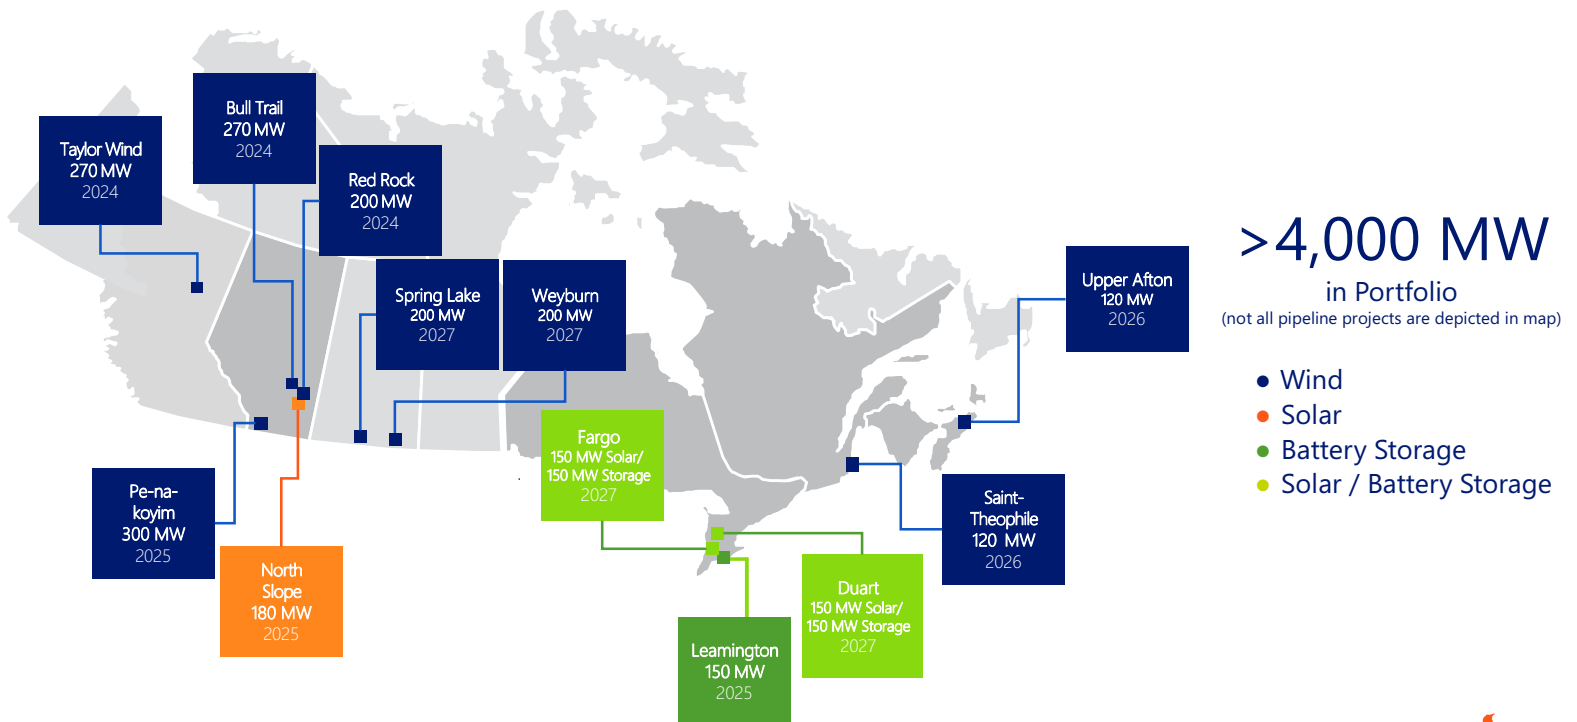 Bull Trail
270 MW
2024
Taylor Wind
270 MW
2024
Red Rock
200 MW
2024
Spring Lake
200 MW
2027
Weyburn
200 MW
2027
Upper Afton
120 MW
2026
>4,000 MW
in Portfolio
(not all pipeline projects are depicted in map)
Wind
Solar
Battery Storage
Solar / Battery Storage
Fargo
150 MW Solar/
150 MW Storage
2027
Pe-na-
koyim
300 MW
2025
Saint-
Theophile
120 MW
2026
North
Slope
180 MW
2025
Duart
150 MW Solar/
150 MW Storage
2027
Leamington
150 MW
2025